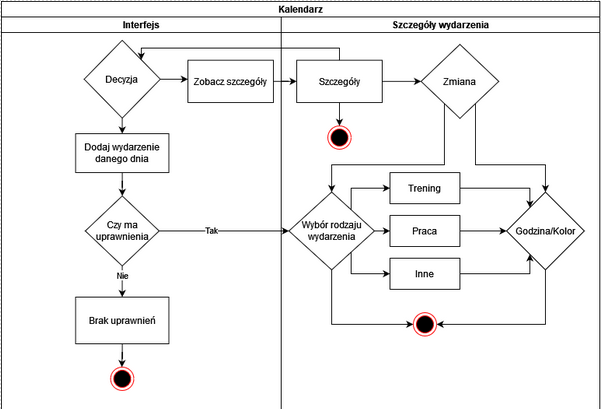 Kalendarz
Interfejs
Szczegóły wydarzenia
Decyzja
Zobacz szczegóły
Szczegóły
Zmiana
Dodaj wydarzenie
danego dnia
Czy ma
uprawnienia
Tak
Wybór rodzaju
wydarzenia
Trening
Praca
Inne
Godzina/Kolor
Nie
Brak uprawnień